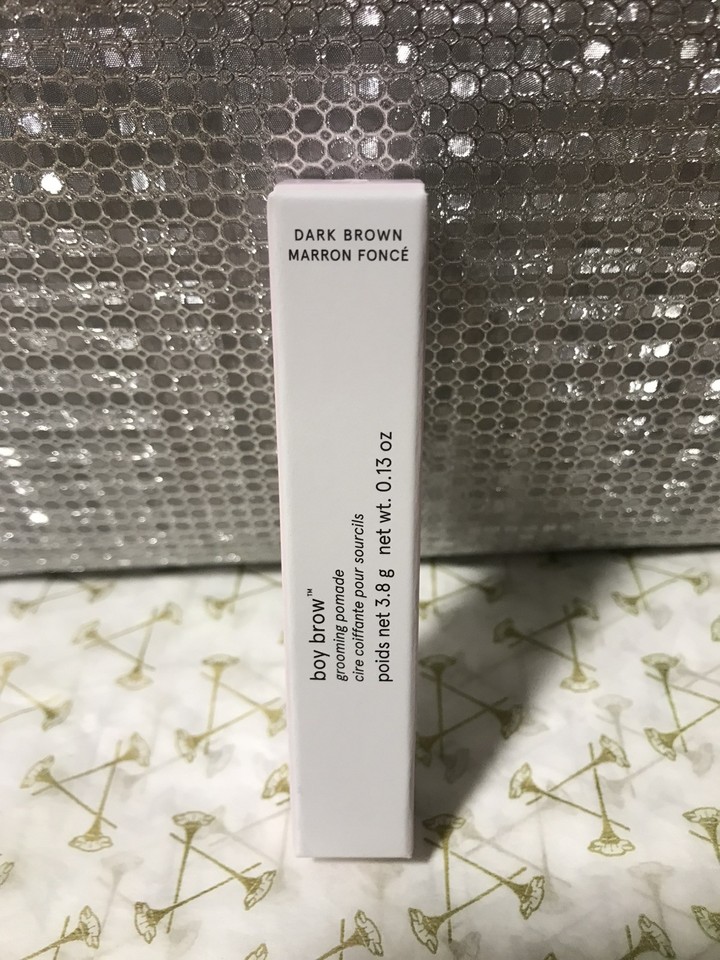 DARK BROWN
MARRON FONCÉ
boy brow™
grooming pomade
cire coiffante pour sourcils
poids net 3.8 g net wt. 0.13 oz